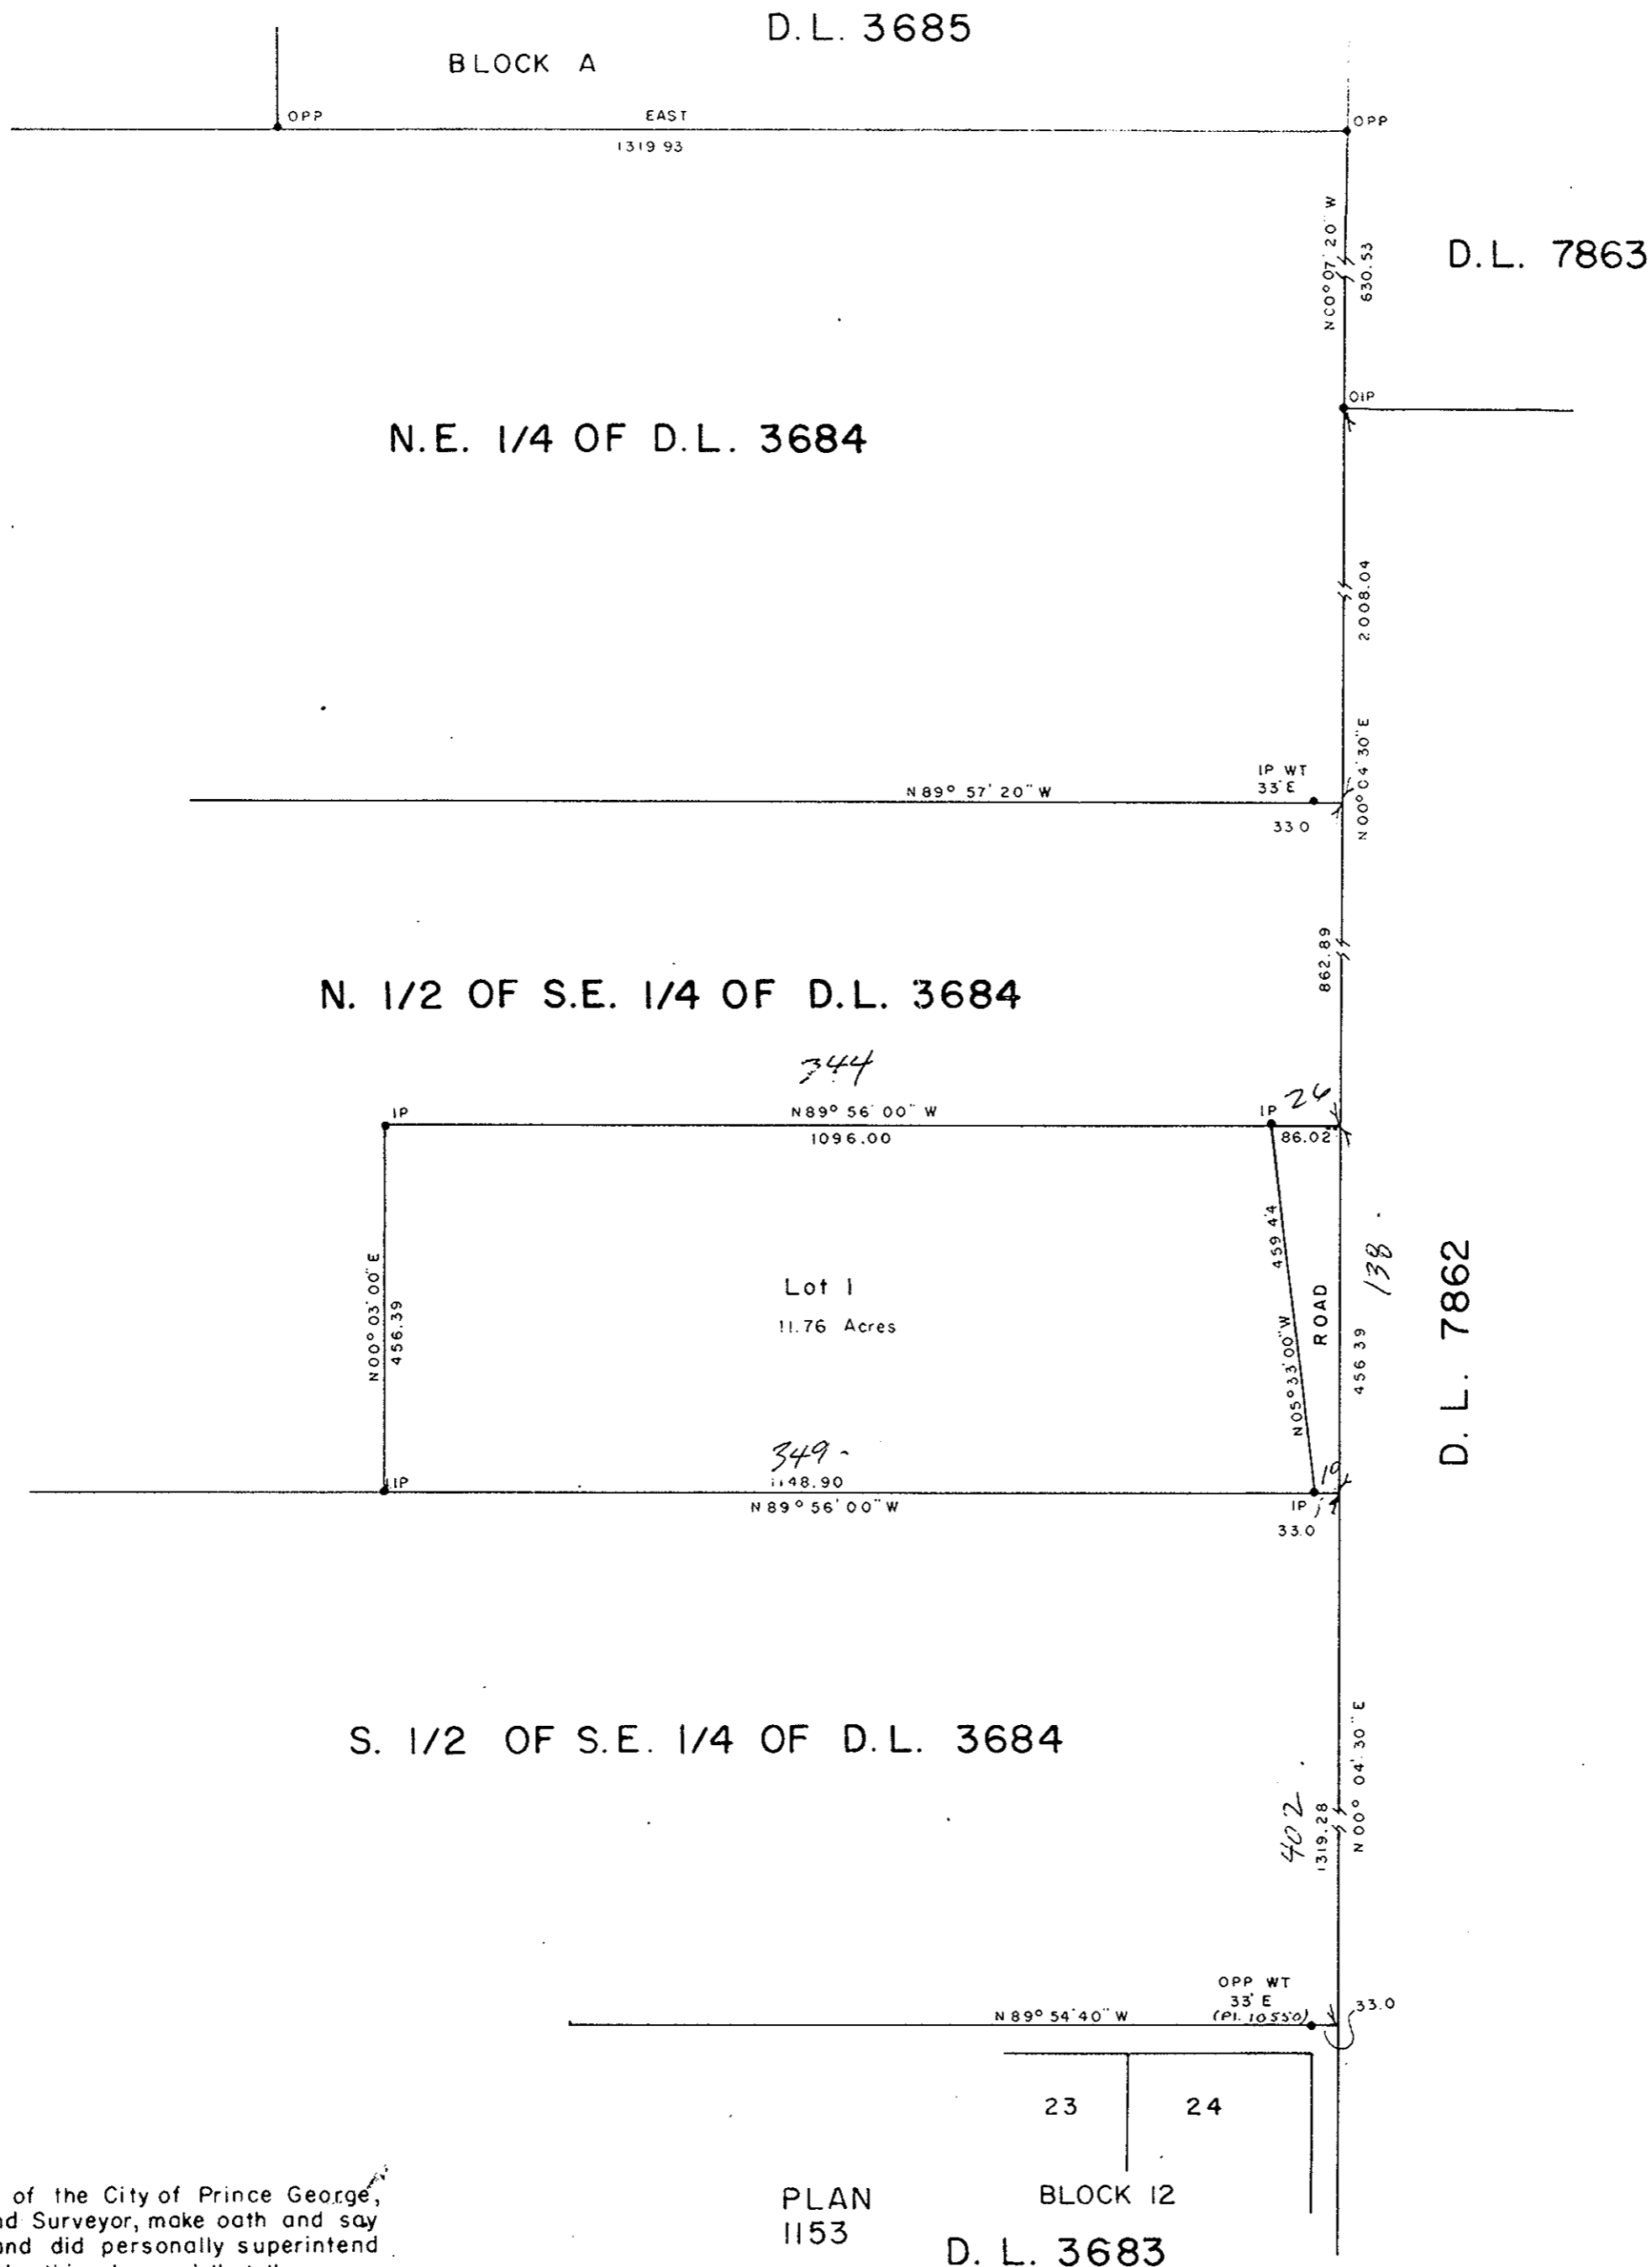 D.L. 3685
BLOCK A
OPP
EAST
1319 93
OPP
N00° 07' 20" W
630.53
D.L. 7863
OIP
N.E. 1/4 OF D.L. 3684
2008.04
N00° 04' 30" E
IP WT
33' E
N 89° 57' 20" W
33 0
862.89
N. 1/2 OF S.E. 1/4 OF D.L. 3684
344
26
IP
N 89° 56' 00" W
IP
1096.00
86.02
N00° 03' 00" E
456.39
459 44
N05° 33' 00" W
ROAD
138
456 39
D.L. 7862
Lot 1
11.76 Acres
349
1148.90
10
IP
N 89° 56' 00" W
IP
33.0
S. 1/2 OF S.E. 1/4 OF D.L. 3684
402
1319.28
N00° 04' 30" E
OPP WT
33' E
N 89° 54' 40" W
(Pl. 10550)
33.0
23
24
of the City of Prince George,
nd Surveyor, make oath and say
and did personally superintend
PLAN
1153
BLOCK 12
D. L. 3683